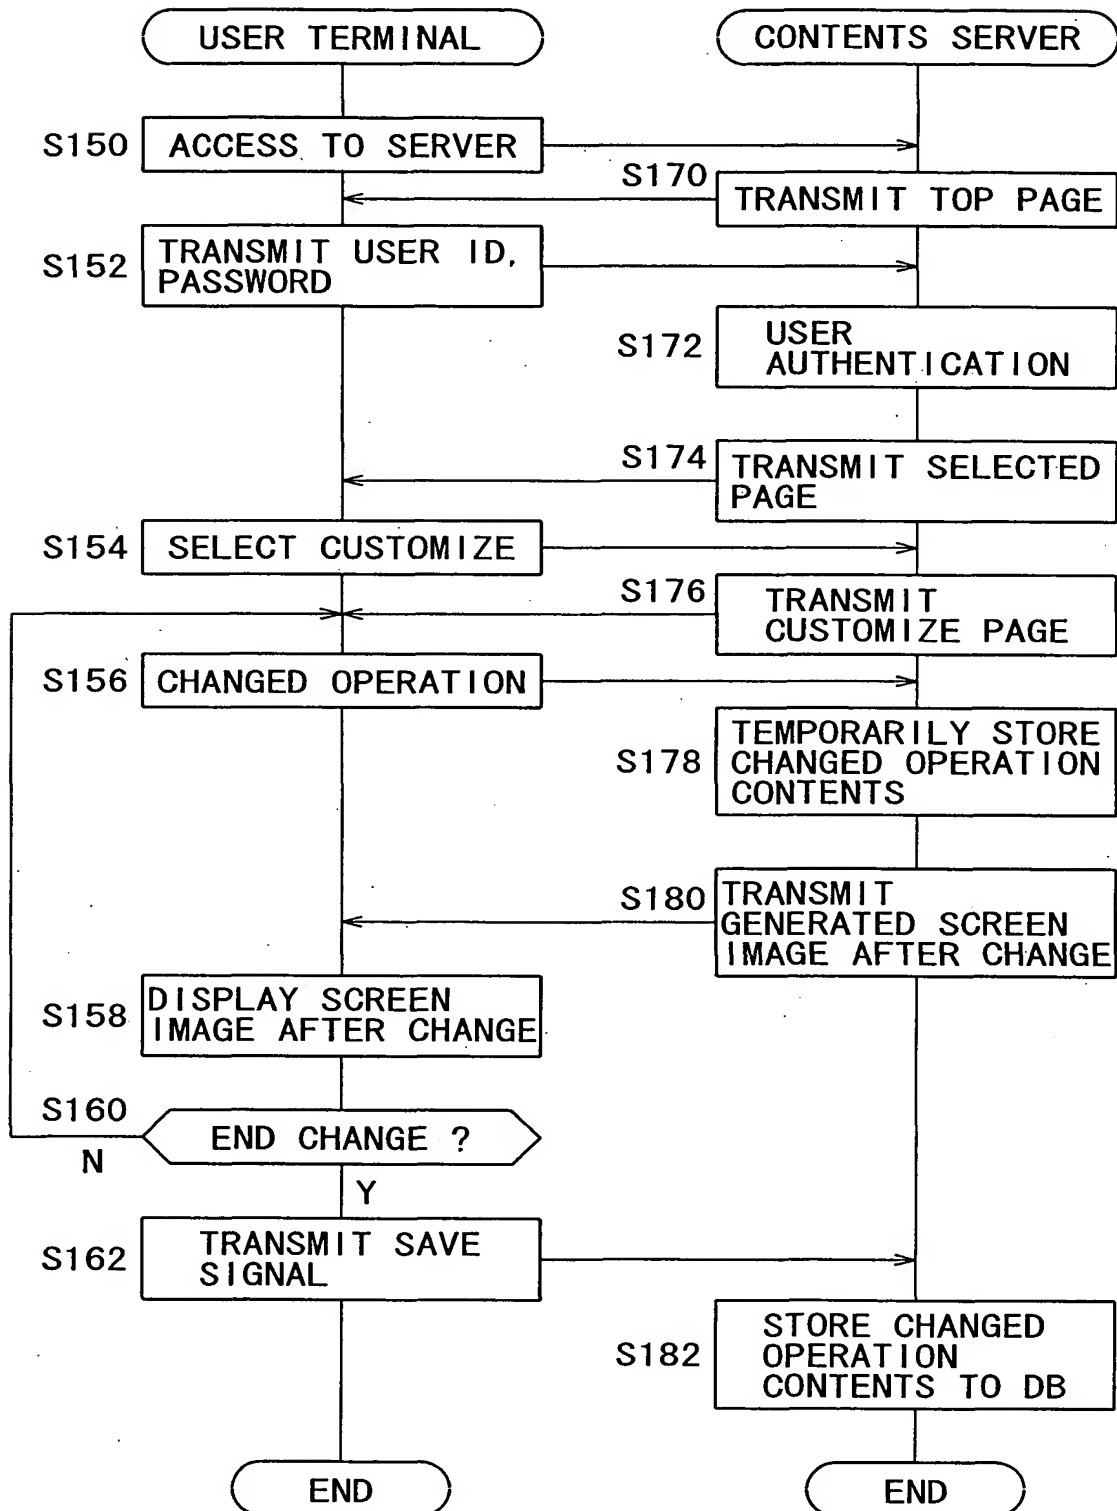 USER TERMINAL
CONTENTS SERVER
S150
ACCESS TO SERVER
S170
TRANSMIT TOP PAGE
S152
TRANSMIT USER ID,
PASSWORD
S172
USER
AUTHENTICATION
S174
TRANSMIT SELECTED
PAGE
S154
SELECT CUSTOMIZE
S176
TRANSMIT
CUSTOMIZE PAGE
S156
CHANGED OPERATION
S178
TEMPORARILY STORE
CHANGED OPERATION
CONTENTS
S180
TRANSMIT
GENERATED SCREEN
IMAGE AFTER CHANGE
S158
DISPLAY SCREEN
IMAGE AFTER CHANGE
S160
END CHANGE ?
N
Y
S162
TRANSMIT SAVE
SIGNAL
S182
STORE CHANGED
OPERATION
CONTENTS TO DB
END
END